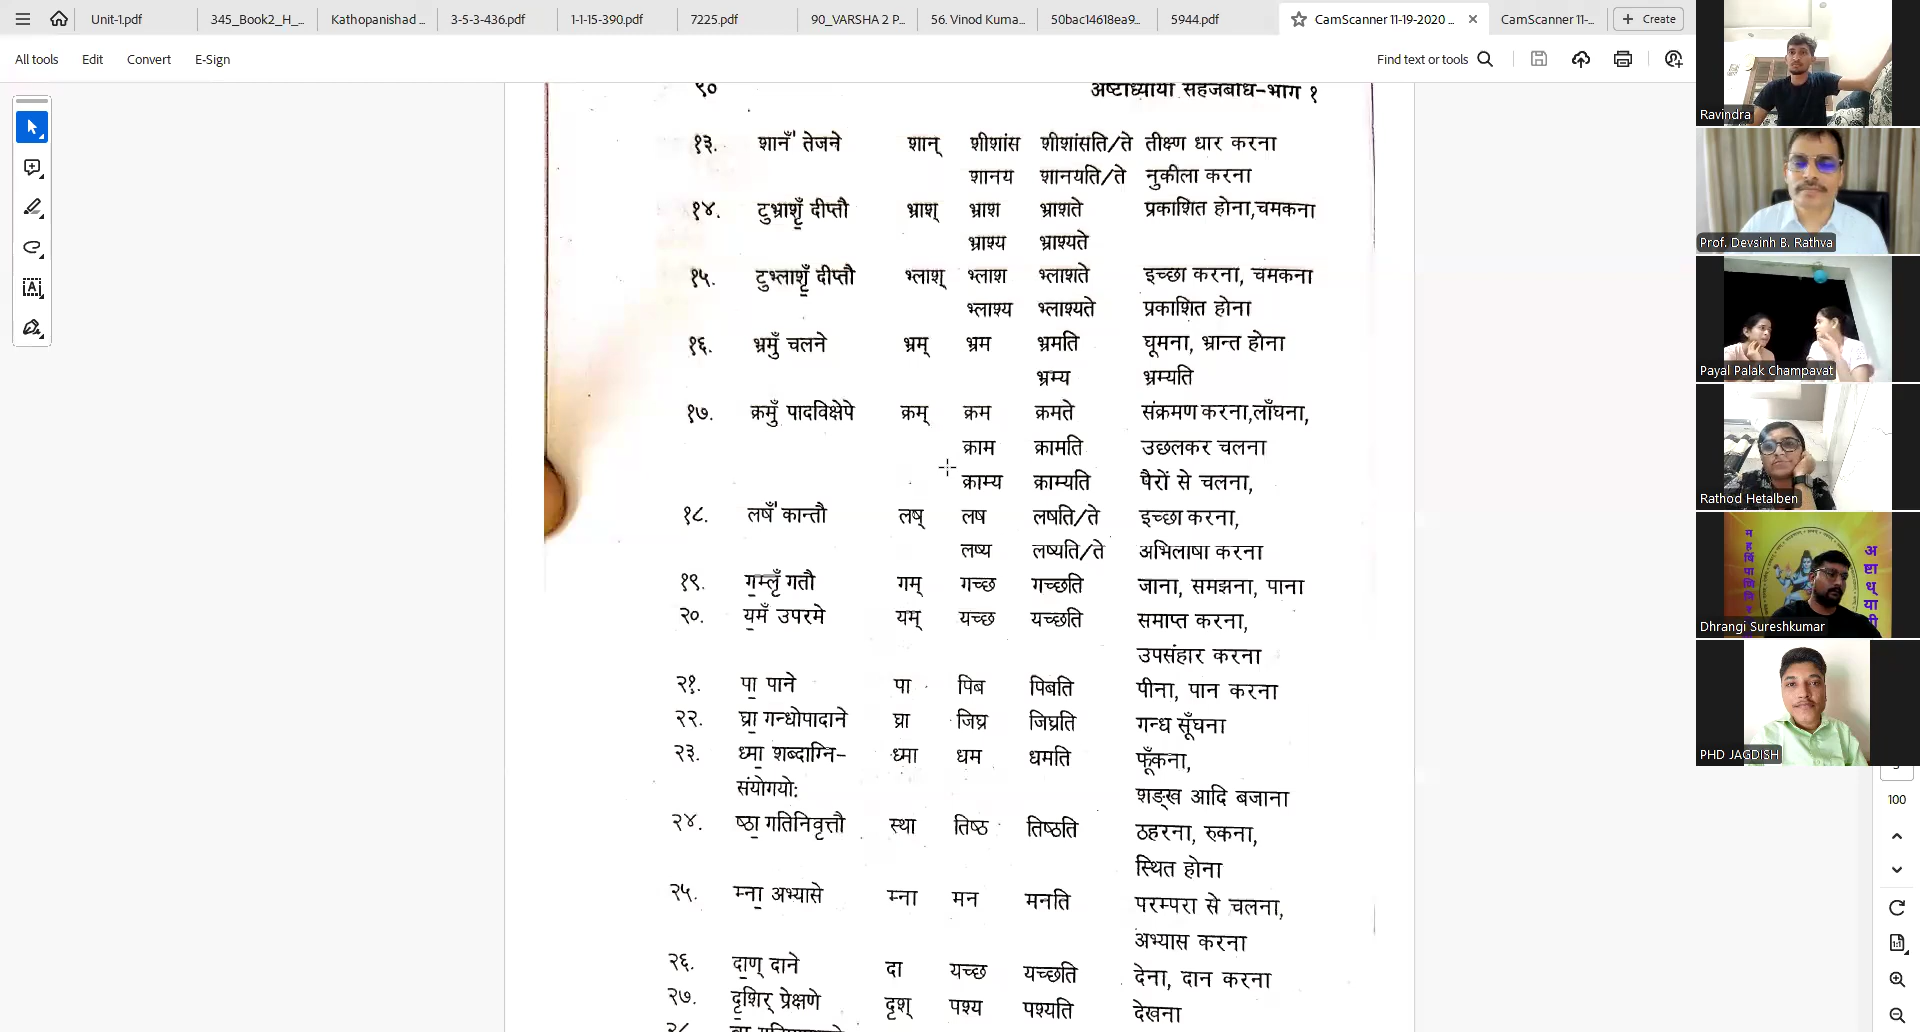 Unit-1.pdf 345_Book2_H_... Kathopanishad ... 3-5-3-436.pdf 1-1-15-390.pdf 7225.pdf 90_VARSHA 2 P... 56. Vinod Kuma... 50bac14618ea9... 5944.pdf CamScanner 11-19-2020 ... CamScanner 11-... Create
All tools Edit Convert E-Sign Find text or tools
९० अष्टाध्यायी सहजबोध-भाग १
१३. शानँ' तेजने शान् शीशांस शीशांसति/ते तीक्ष्ण धार करना
शानय शानयति/ते नुकीला करना
१४. टुभ्राशृँ दीप्तौ भ्राश् भ्राश भ्राशते प्रकाशित होना,चमकना
भ्राश्य भ्राश्यते
१५. टुभ्लाशृँ दीप्तौ भ्लाश् भ्लाश भ्लाशते इच्छा करना, चमकना
भ्लाश्य भ्लाश्यते प्रकाशित होना
१६. भ्रमुँ चलने भ्रम् भ्रम भ्रमति घूमना, भ्रान्त होना
भ्रम्य भ्रम्यति
१७. क्रमुँ पादविक्षेपे क्रम् क्रम क्रमते संक्रमण करना,लाँघना,
क्राम क्रामति उछलकर चलना
क्राम्य क्राम्यति पैरों से चलना,
१८. लषँ' कान्तौ लष् लष लषति/ते इच्छा करना,
लष्य लष्यति/ते अभिलाषा करना
१९. गम्लृँ गतौ गम् गच्छ गच्छति जाना, समझना, पाना
२०. यमँ उपरमे यम् यच्छ यच्छति समाप्त करना,
उपसंहार करना
२१. पा पाने पा पिब पिबति पीना, पान करना
२२. घ्रा गन्धोपादाने घ्रा जिघ्र जिघ्रति गन्ध सूँघना
२३. ध्मा शब्दाग्नि- ध्मा धम धमति फूँकना,
संयोगयोः शङ्ख आदि बजाना
२४. ष्ठा गतिनिवृत्तौ स्था तिष्ठ तिष्ठति ठहरना, रुकना,
स्थित होना
२५. म्ना अभ्यासे म्ना मन मनति परम्परा से चलना,
अभ्यास करना
२६. दाण् दाने दा यच्छ यच्छति देना, दान करना
२७. दृशिर् प्रेक्षणे दृश् पश्य पश्यति देखना
Ravindra
Prof. Devsinh B. Rathva
Payal Palak Champavat
Rathod Hetalben
अष्टाध्यायी
Dhrangi Sureshkumar
PHD JAGDISH
100